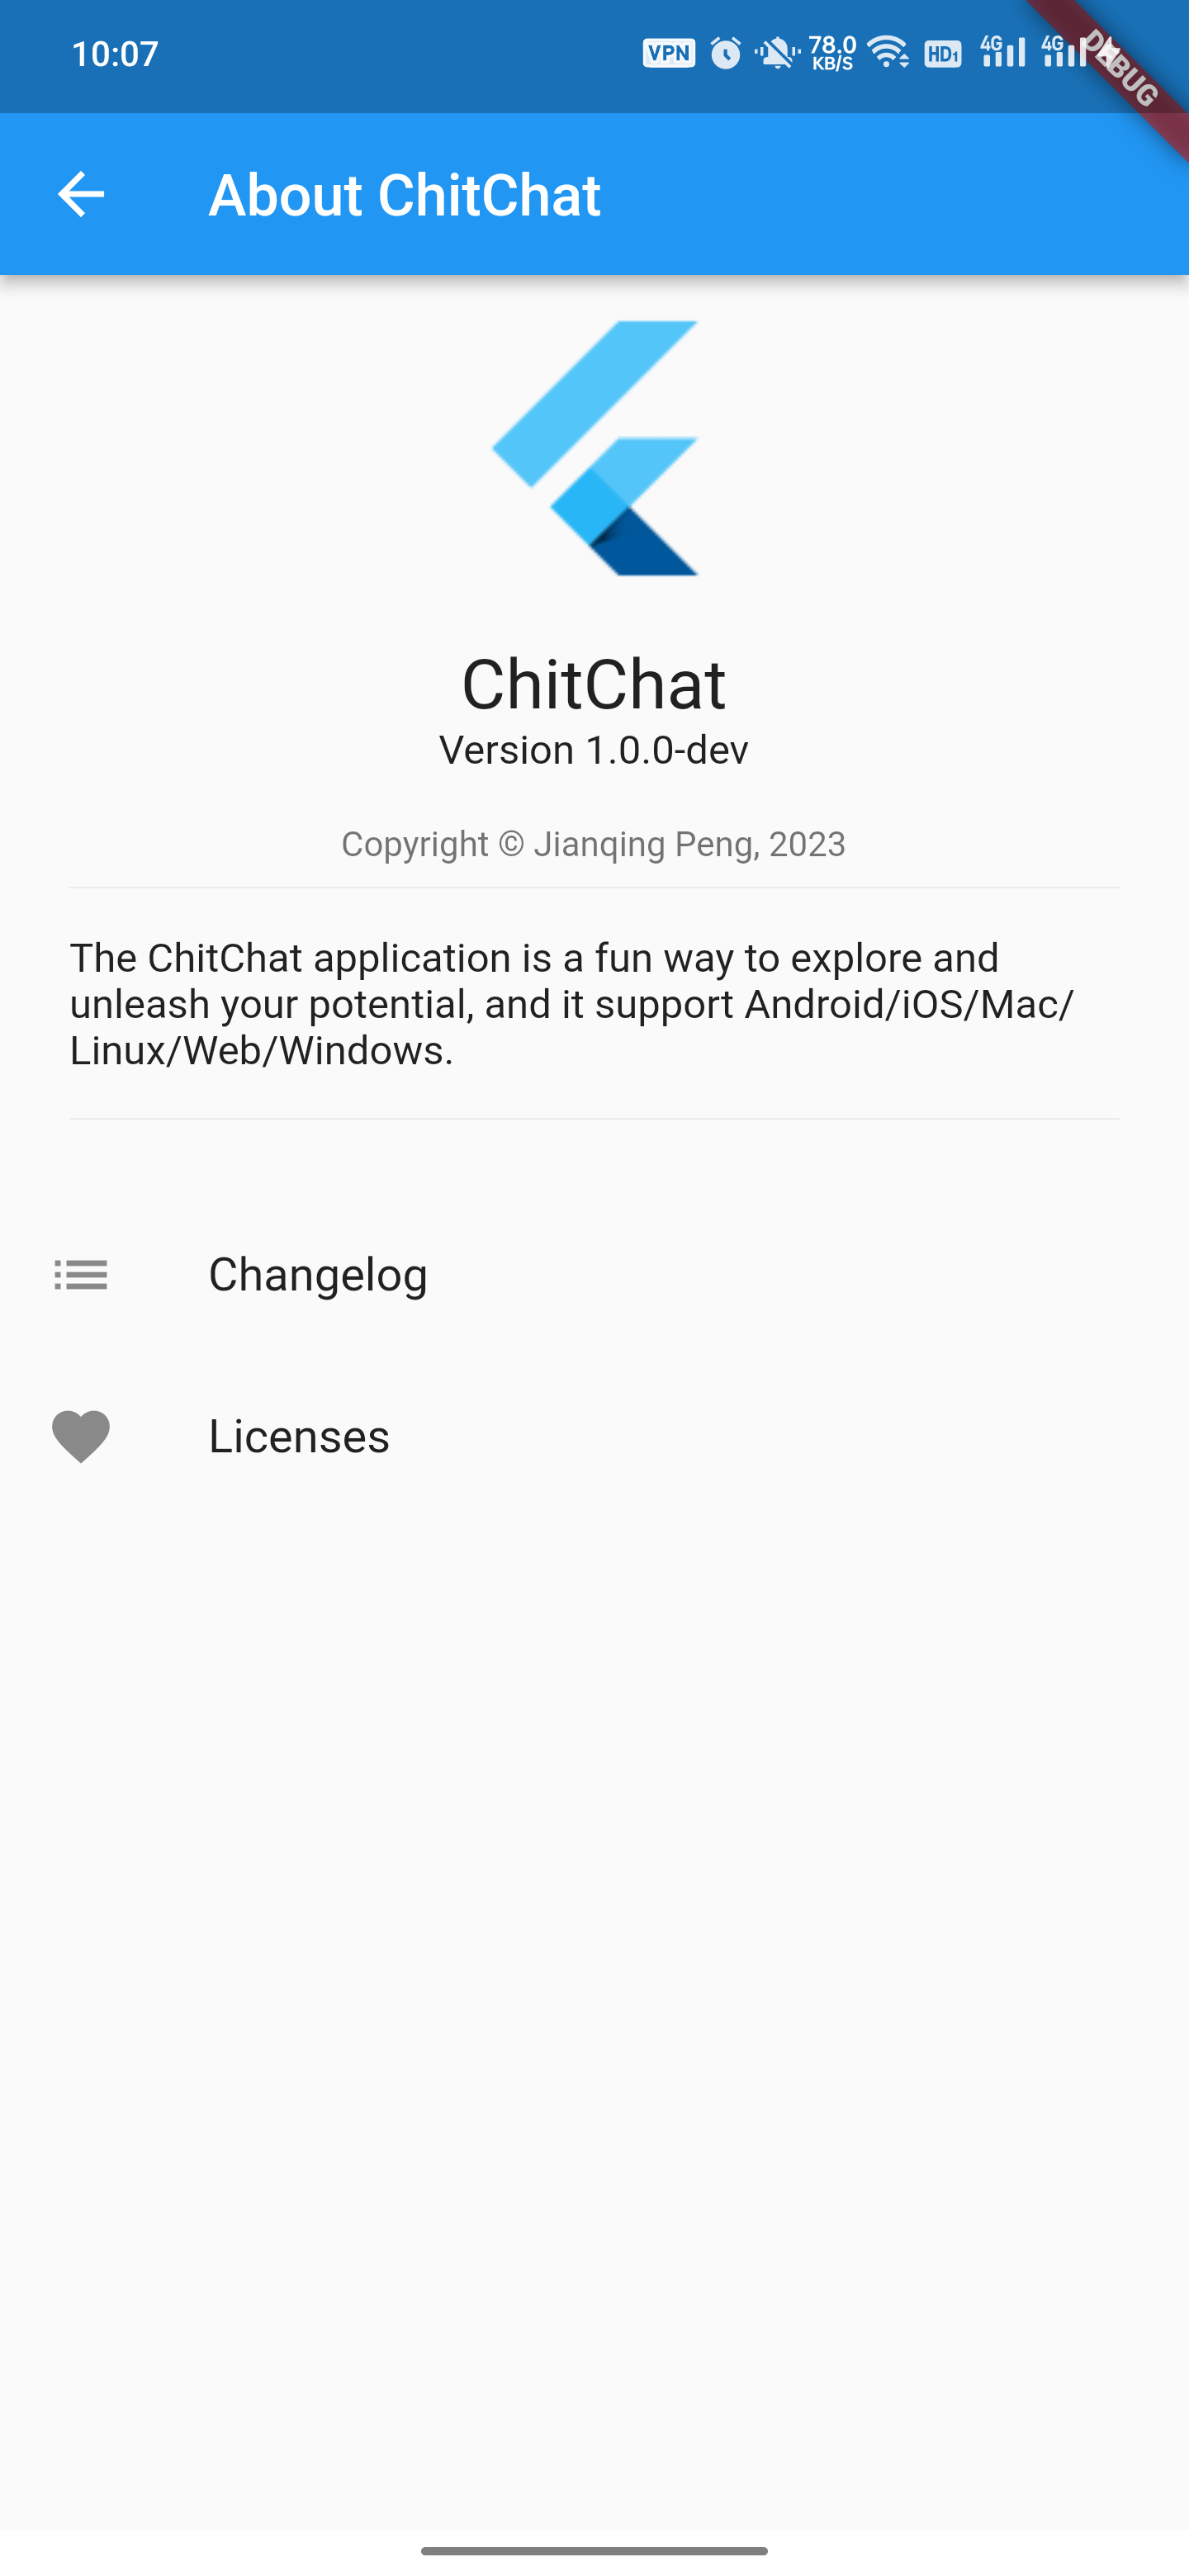 10:07
VPN
78.0
KB/S
HD1
4G
4G
DEBUG
About ChitChat
ChitChat
Version 1.0.0-dev
Copyright © Jianqing Peng, 2023
The ChitChat application is a fun way to explore and
unleash your potential, and it support Android/iOS/Mac/
Linux/Web/Windows.
Changelog
Licenses